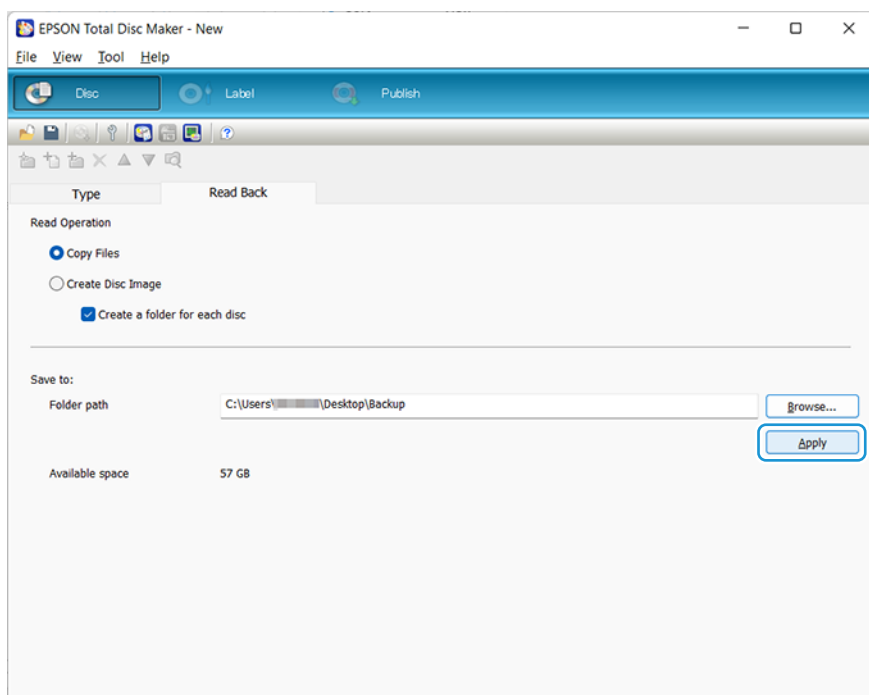 EPSON Total Disc Maker - New
File View Tool Help
Disc Label Publish
Type Read Back
Read Operation
Copy Files
Create Disc Image
Create a folder for each disc
Save to:
Folder path C:\Users\ \Desktop\Backup Browse...
Apply
Available space 57 GB